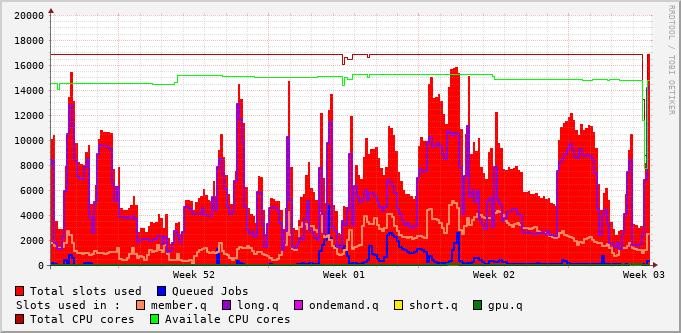 20000
18000
16000
14000
12000
10000
8000
6000
4000
2000
0
Week 52 Week 01 Week 02 Week 03
Total slots used Queued Jobs
Slots used in : member.q long.q ondemand.q short.q gpu.q
Total CPU cores Availale CPU cores
RRDTOOL / TOBI OETIKER